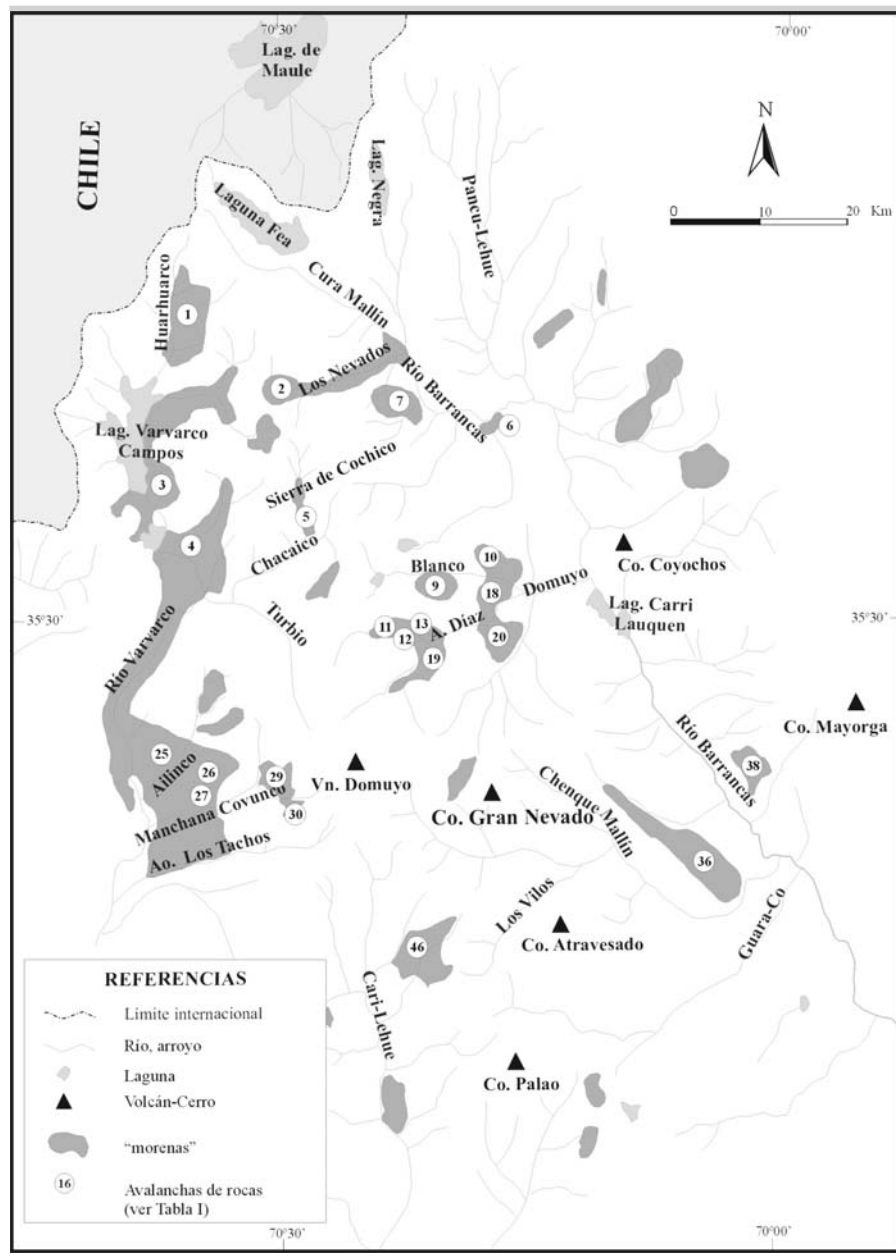 70°30'
70°00'
Lag. de
Maule
CHILE
N
Lag. Negra
Pancu-Lehue
Laguna Fea
0 10 20 Km
Huarhuarco
Cura Mallín
1
Los Nevados
2
7
Río Barrancas
6
Lag. Varvarco
Campos
3
Sierra de Cochico
5
4
Chacaico
10
Co. Coyochos
Blanco
9
18
Domuyo
Lag. Carri
Lauquen
35°30'
35°30'
Turbio
11
13
12
A. Diaz
20
19
Río Varvarco
Co. Mayorga
Río Barrancas
38
25
Ailinco
26
27
29
Vn. Domuyo
30
Manchana Covunco
Co. Gran Nevado
Chenque Mallín
36
Ao. Los Tachos
Los Vilos
Guara-Co
Co. Atravesado
46
Cari-Lehue
Co. Palao
REFERENCIAS
Límite internacional
Río, arroyo
Laguna
Volcán-Cerro
"morenas"
16
Avalanchas de rocas
(ver Tabla I)
70°30'
70°00'